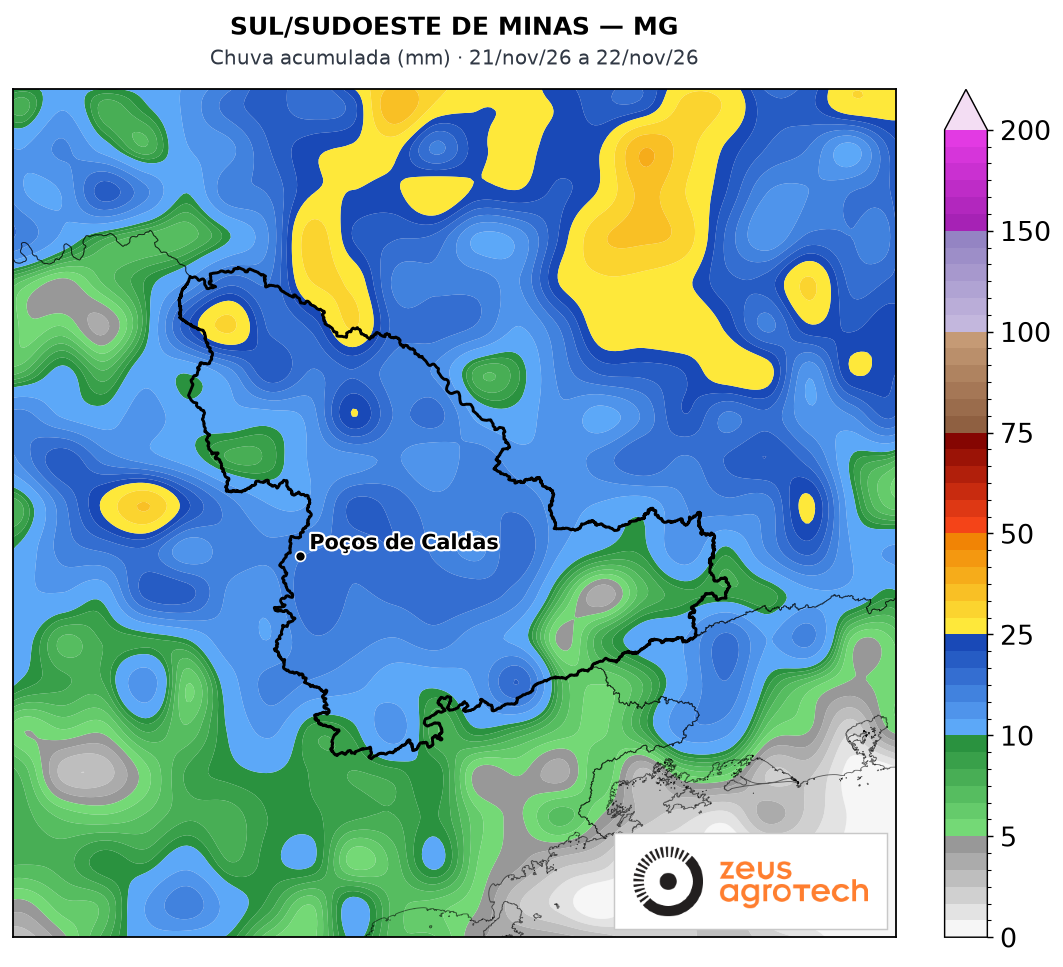 SUL/SUDOESTE DE MINAS — MG
Chuva acumulada (mm) · 21/nov/26 a 22/nov/26
200
150
100
75
50
25
10
5
0
Poços de Caldas
zeus
agrotech